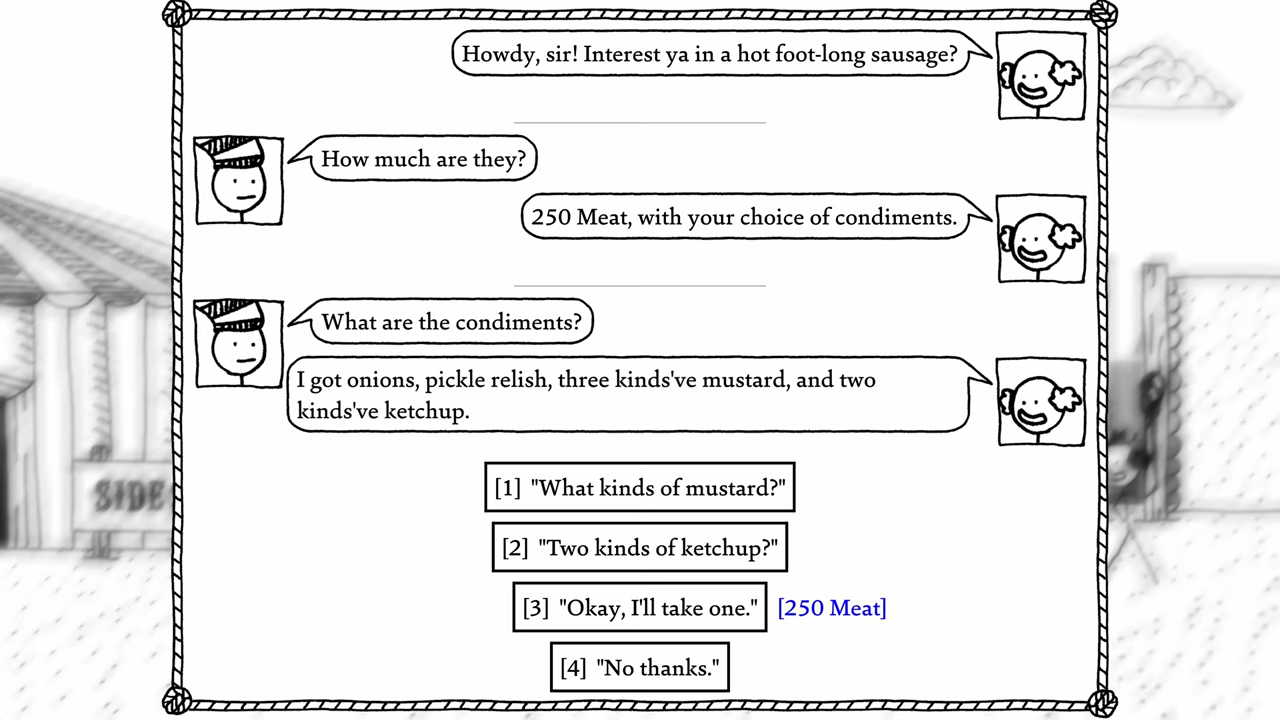 Howdy, sir! Interest ya in a hot foot-long sausage?
How much are they?
250 Meat, with your choice of condiments.
What are the condiments?
I got onions, pickle relish, three kinds've mustard, and two
kinds've ketchup.
[1] "What kinds of mustard?"
[2] "Two kinds of ketchup?"
[3] "Okay, I'll take one." [250 Meat]
[4] "No thanks."
SIDE